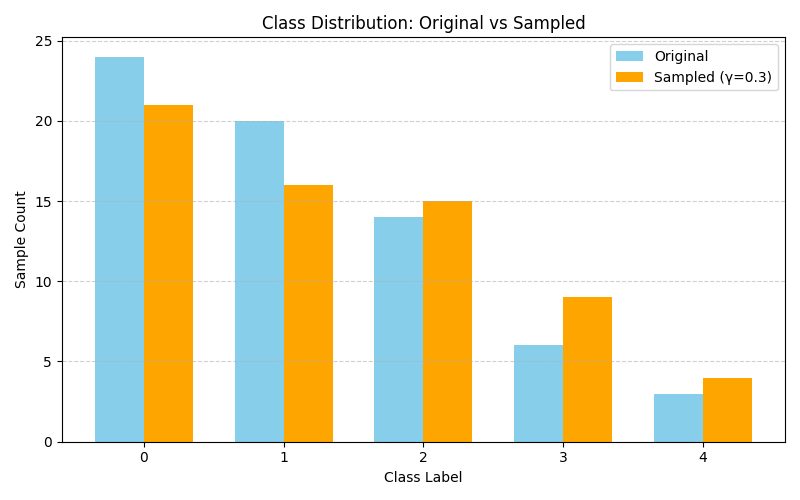 Class Distribution: Original vs Sampled
25
20
15
10
5
0
Sample Count
Original
Sampled (γ=0.3)
0 1 2 3 4
Class Label